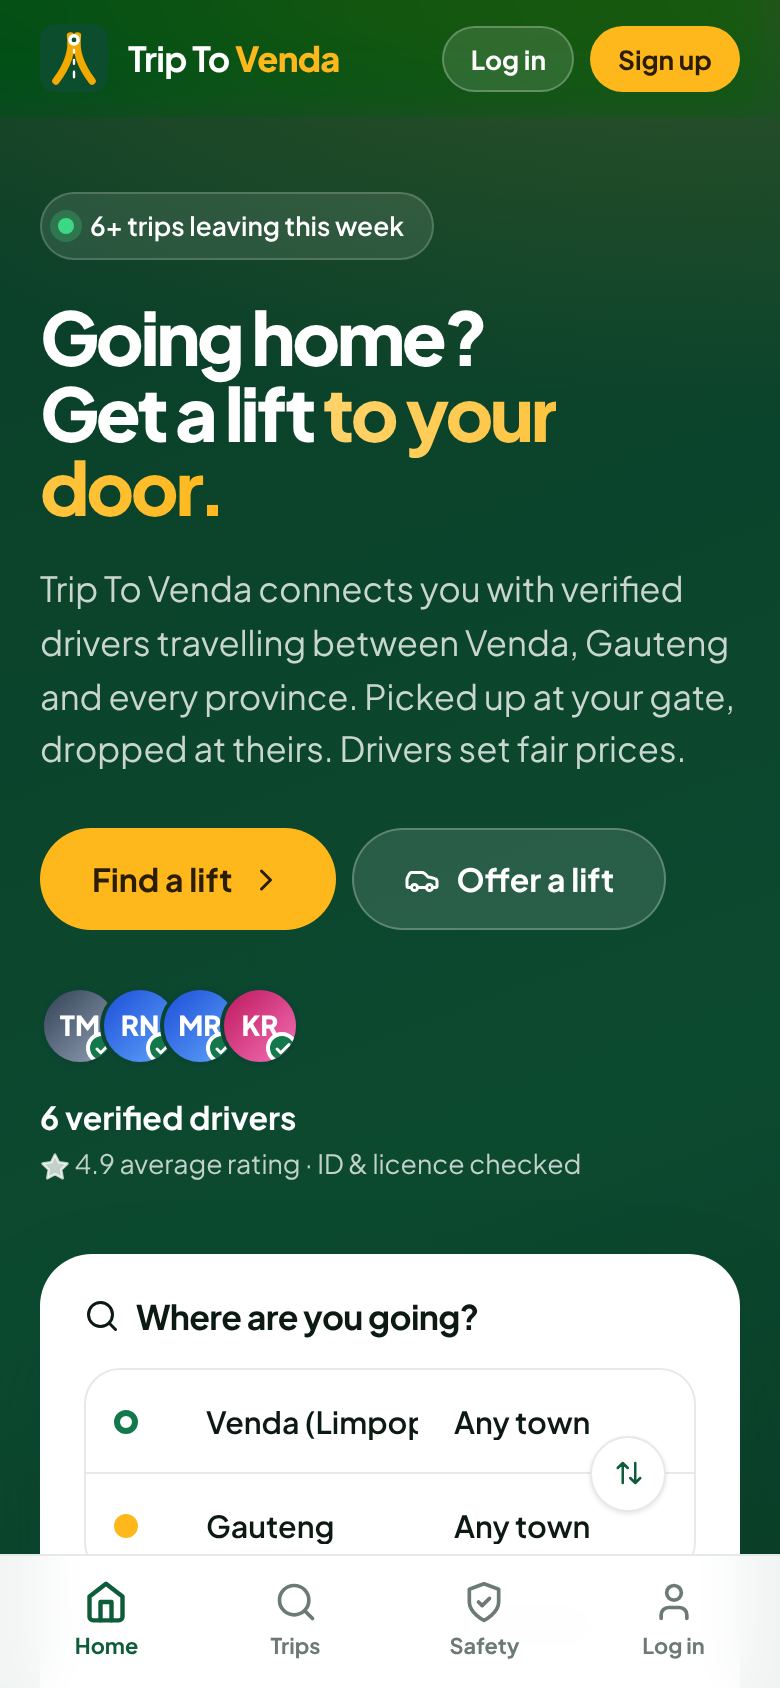 Trip To Venda
Log in
Sign up
6+ trips leaving this week
Going home?
Get a lift to your
door.
Trip To Venda connects you with verified
drivers travelling between Venda, Gauteng
and every province. Picked up at your gate,
dropped at theirs. Drivers set fair prices.
Find a lift
Offer a lift
TM RN MR KR
6 verified drivers
4.9 average rating · ID & licence checked
Where are you going?
Venda (Limpop Any town
Gauteng Any town
Home
Trips
Safety
Log in